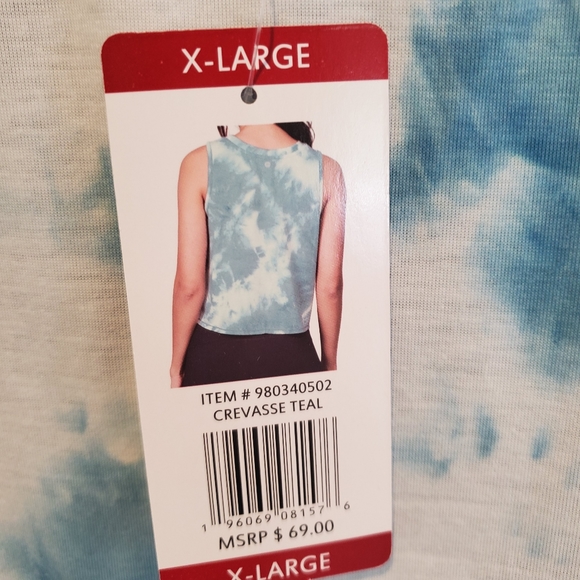 X-LARGE
ITEM # 980340502
CREVASSE TEAL
1 96069 08157 6
MSRP $ 69.00
X-LARGE